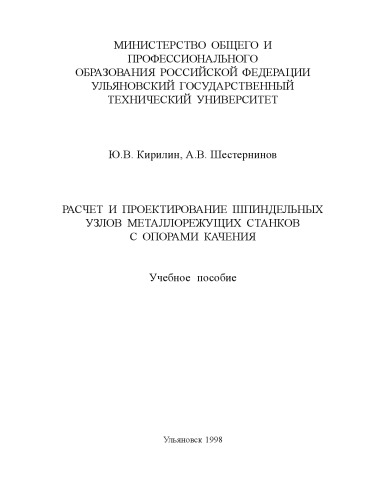 МИНИСТЕРСТВО ОБЩЕГО И
ПРОФЕССИОНАЛЬНОГО
ОБРАЗОВАНИЯ РОССИЙСКОЙ ФЕДЕРАЦИИ
УЛЬЯНОВСКИЙ ГОСУДАРСТВЕННЫЙ
ТЕХНИЧЕСКИЙ УНИВЕРСИТЕТ
Ю.В. Кирилин, А.В. Шестернинов
РАСЧЕТ И ПРОЕКТИРОВАНИЕ ШПИНДЕЛЬНЫХ
УЗЛОВ МЕТАЛЛОРЕЖУЩИХ СТАНКОВ
С ОПОРАМИ КАЧЕНИЯ
Учебное пособие
Ульяновск 1998